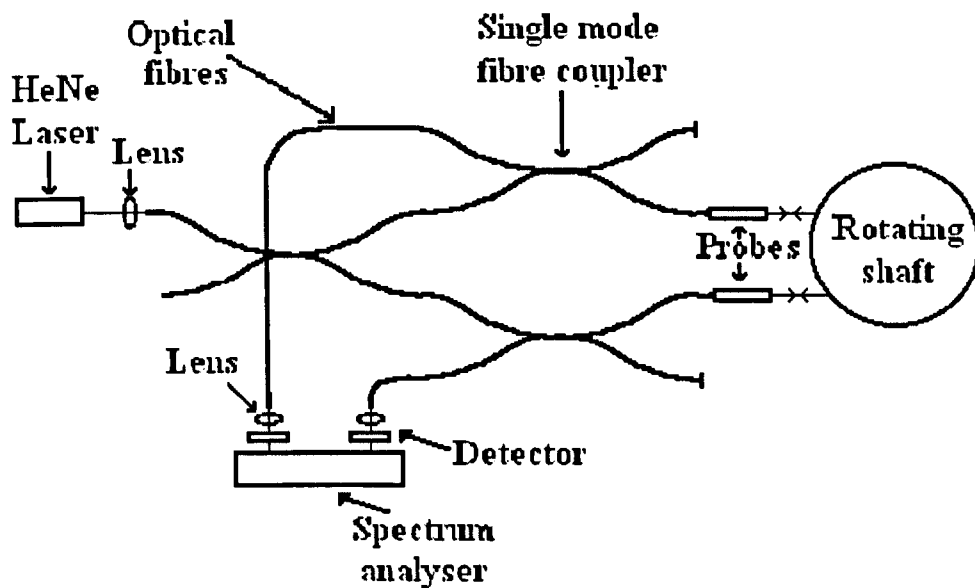 Optical
fibres
Single mode
fibre coupler
HeNe
Laser
Lens
Probes
Rotating
shaft
Lens
Detector
Spectrum
analyser